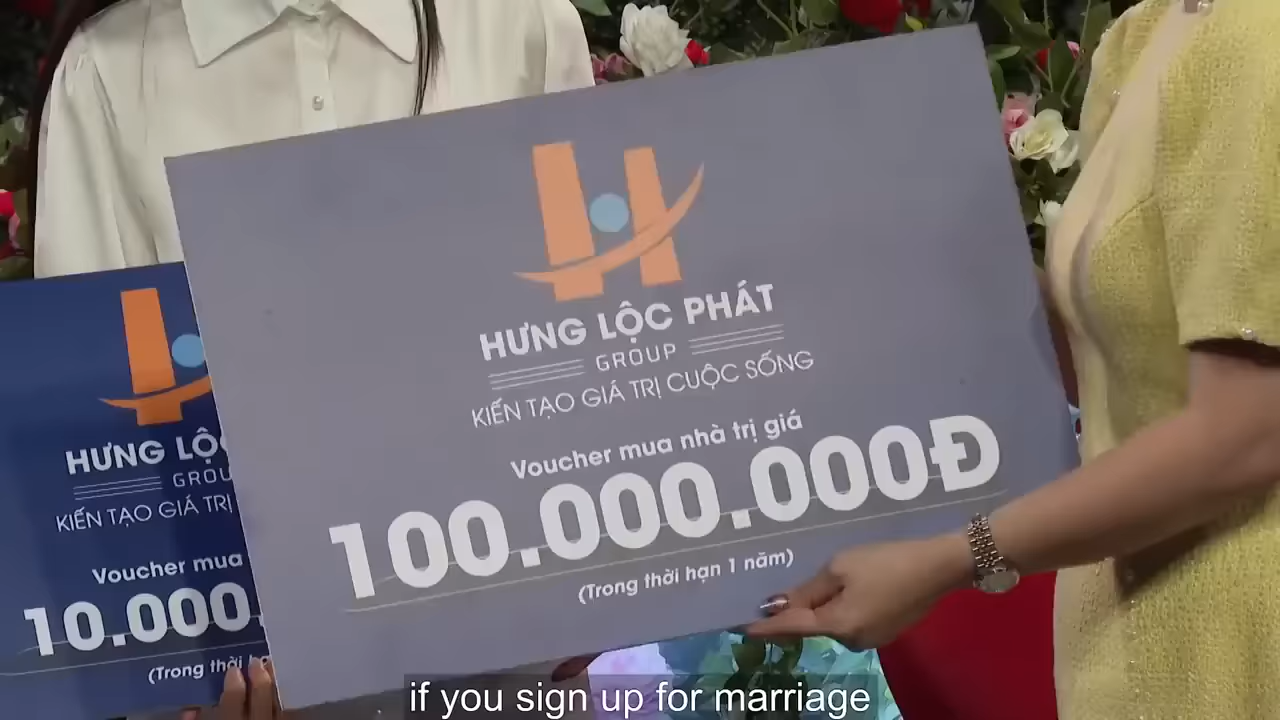 HƯNG LỘC PHÁT
GROUP
KIẾN TẠO GIÁ TRỊ CUỘC SỐNG
Voucher mua nhà trị giá
100.000.000Đ
(Trong thời hạn 1 năm)
HƯNG
KIẾN TẠO GIÁ TRỊ
Voucher mua
10.000
(Trong thời
if you sign up for marriage